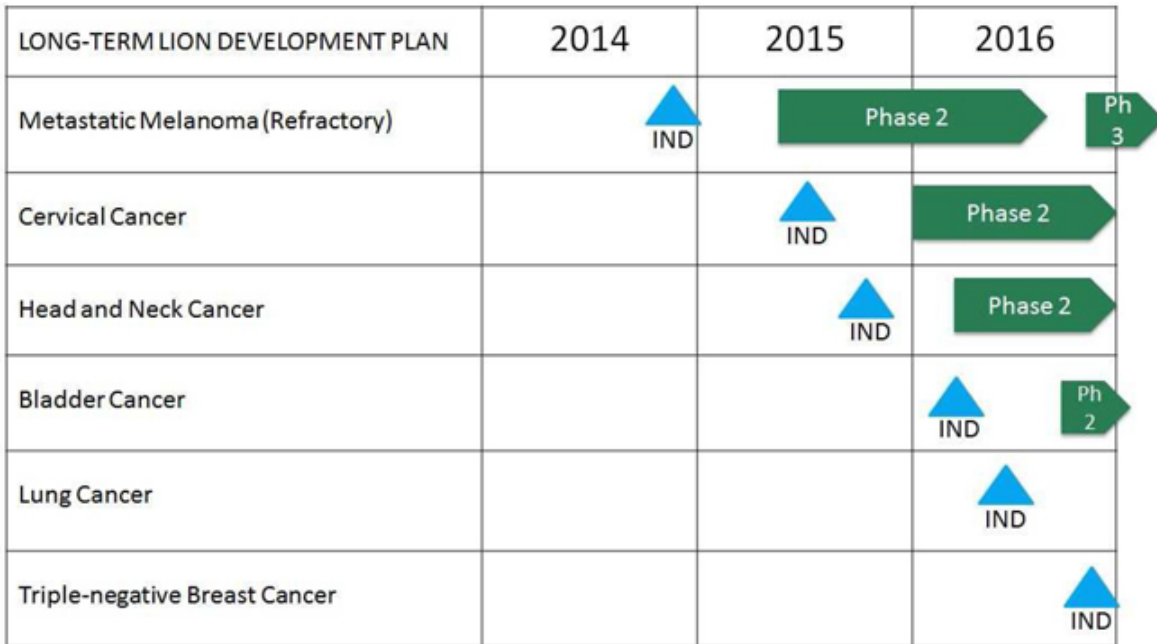 LONG-TERM LION DEVELOPMENT PLAN
2014
2015
2016
Metastatic Melanoma (Refractory)
IND
Phase 2
Ph
3
Cervical Cancer
IND
Phase 2
Head and Neck Cancer
IND
Phase 2
Bladder Cancer
IND
Ph
2
Lung Cancer
IND
Triple-negative Breast Cancer
IND